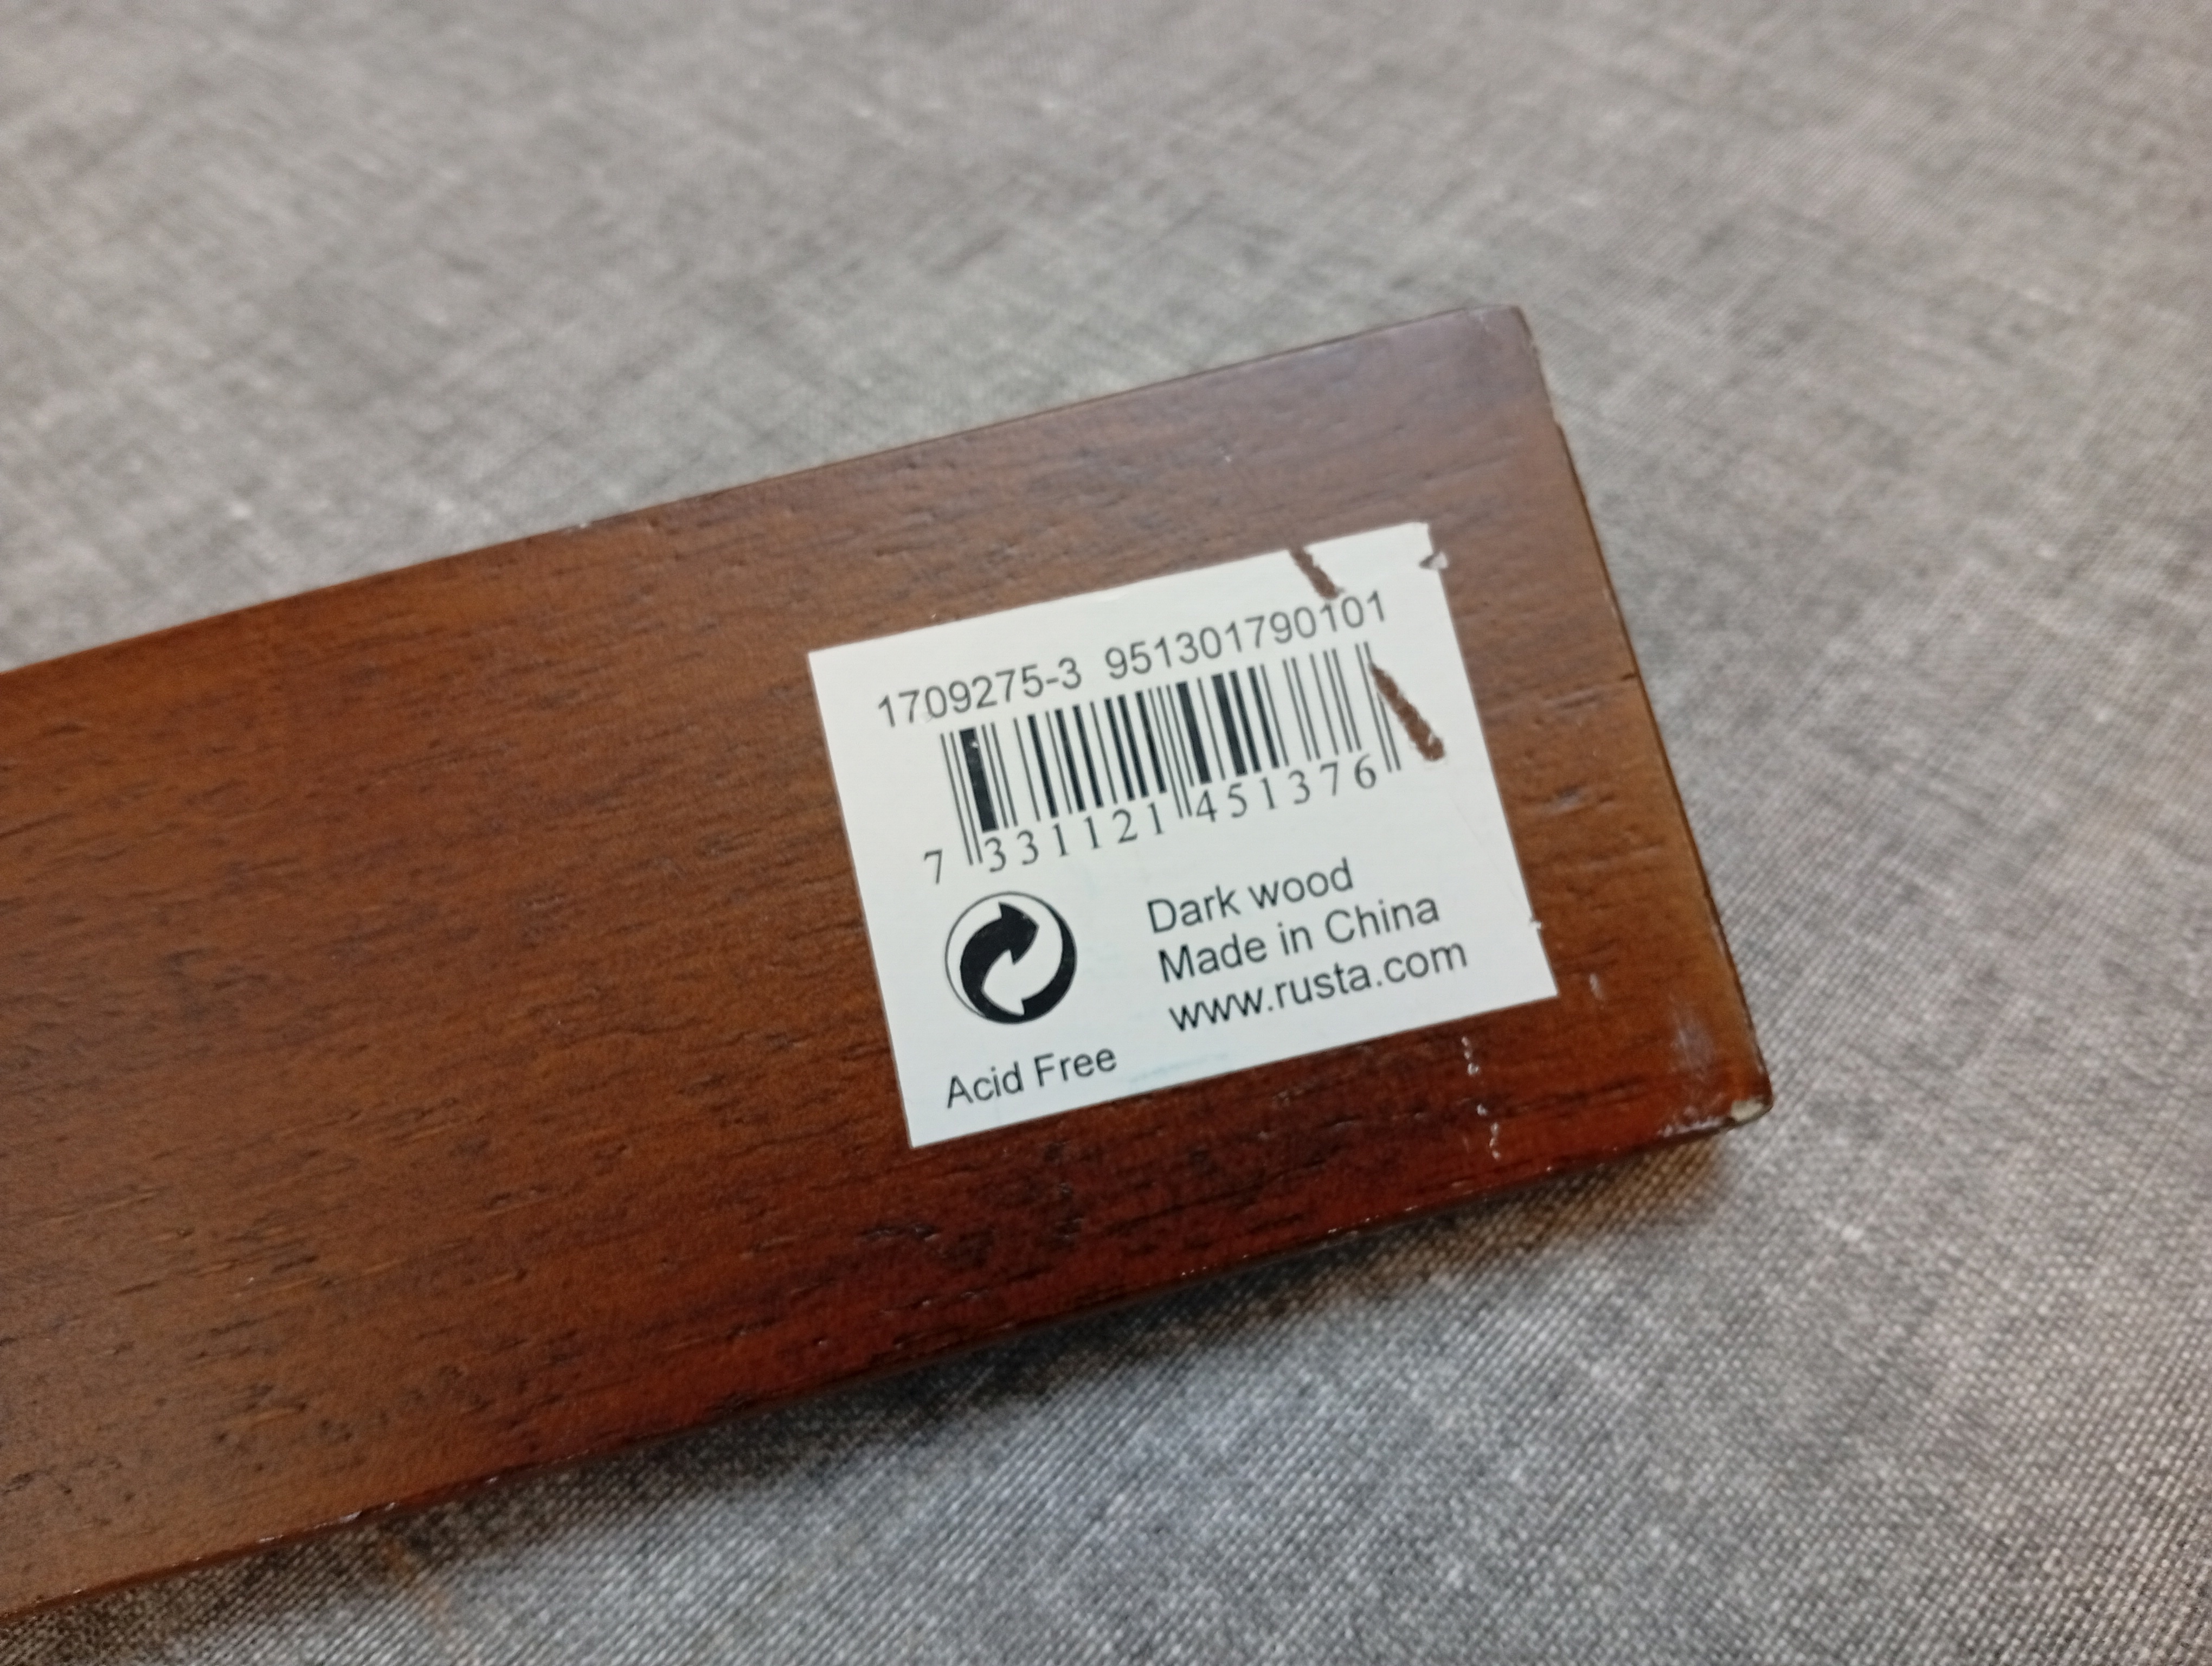 1709275-3 951301790101
7 331121 451376
Dark wood
Made in China
www.rusta.com
Acid Free